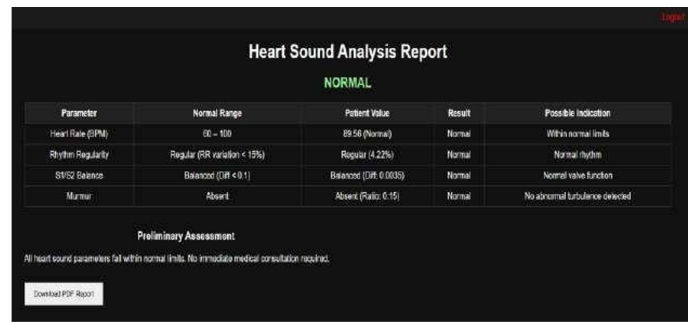 Logout
Heart Sound Analysis Report
NORMAL
Parameter Normal Range Patient Value Result Possible Indication
Heart Rate (BPM) 60 – 100 89.56 (Normal) Normal Within normal limits
Rhythm Regularity Regular (RR variation < 15%) Regular (4.22%) Normal Normal rhythm
S1/S2 Balance Balanced (Diff < 0.1) Balanced (Diff: 0.0035) Normal Normal valve function
Murmur Absent Absent (Ratio: 0.15) Normal No abnormal turbulence detected
Preliminary Assessment
All heart sound parameters fall within normal limits. No immediate medical consultation required.
Download PDF Report